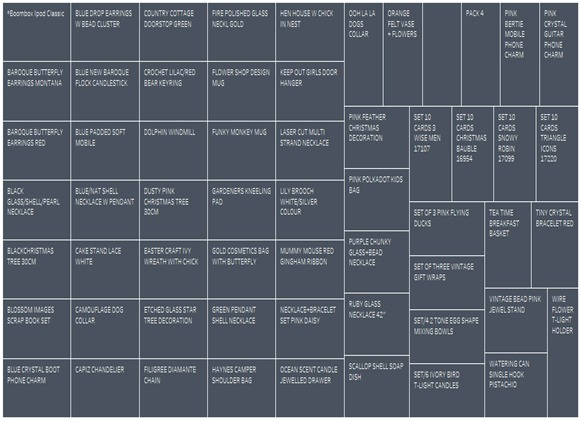 *Boombox Ipod Classic
BAROQUE BUTTERFLY
EARRINGS MONTANA
BAROQUE BUTTERFLY
EARRINGS RED
BLACK
GLASS/SHELL/PEARL
NECKLACE
BLACKCHRISTMAS
TREE 30CM
BLOSSOM IMAGES
SCRAP BOOK SET
BLUE CRYSTAL BOOT
PHONE CHARM
BLUE DROP EARRINGS
W BEAD CLUSTER
BLUE NEW BAROQUE
FLOCK CANDLESTICK
BLUE PADDED SOFT
MOBILE
BLUE/NAT SHELL
NECKLACE W PENDANT
CAKE STAND LACE
WHITE
CAMOUFLAGE DOG
COLLAR
CAPIZ CHANDELIER
COUNTRY COTTAGE
DOORSTOP GREEN
CROCHET LILAC/RED
BEAR KEYRING
DOLPHIN WINDMILL
DUSTY PINK
CHRISTMAS TREE
30CM
EASTER CRAFT IVY
WREATH WITH CHICK
ETCHED GLASS STAR
TREE DECORATION
FILIGREE DIAMANTE
CHAIN
FIRE POLISHED GLASS
NECKL GOLD
FLOWER SHOP DESIGN
MUG
FUNKY MONKEY MUG
GARDENERS KNEELING
PAD
GOLD COSMETICS BAG
WITH BUTTERFLY
GREEN PENDANT
SHELL NECKLACE
HAYNES CAMPER
SHOULDER BAG
HEN HOUSE W CHICK
IN NEST
KEEP OUT GIRLS DOOR
HANGER
LASER CUT MULTI
STRAND NECKLACE
LILY BROOCH
WHITE/SILVER
COLOUR
MUMMY MOUSE RED
GINGHAM RIBBON
NECKLACE+BRACELET
SET PINK DAISY
OCEAN SCENT CANDLE
JEWELLED DRAWER
OOH LA LA
DOGS
COLLAR
ORANGE
FELT VASE
+ FLOWERS
PACK 4
PINK
BERTIE
MOBILE
PHONE
CHARM
PINK
CRYSTAL
GUITAR
PHONE
CHARM
PINK FEATHER
CHRISTMAS
DECORATION
PINK POLKADOT KIDS
BAG
PURPLE CHUNKY
GLASS+BEAD
NECKLACE
RUBY GLASS
NECKLACE 42"
SCALLOP SHELL SOAP
DISH
SET 10
CARDS 3
WISE MEN
17107
SET 10
CARDS
CHRISTMAS
BAUBLE
16954
SET 10
CARDS
SNOWY
ROBIN
17099
SET 10
CARDS
TRIANGLE
ICONS
17220
SET OF 3 PINK FLYING
DUCKS
SET OF THREE VINTAGE
GIFT WRAPS
SET/4 2 TONE EGG SHAPE
MIXING BOWLS
SET/6 IVORY BIRD
T-LIGHT CANDLES
TEA TIME
BREAKFAST
BASKET
TINY CRYSTAL
BRACELET RED
VINTAGE BEAD PINK
JEWEL STAND
WATERING CAN
SINGLE HOOK
PISTACHIO
WIRE
FLOWER
T-LIGHT
HOLDER